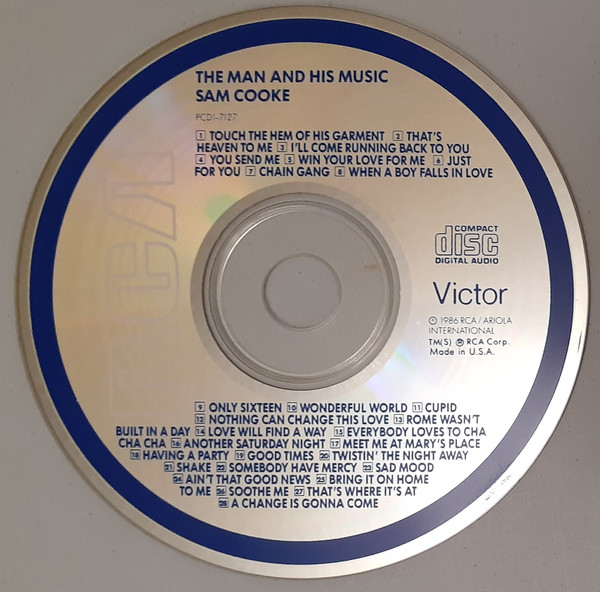 THE MAN AND HIS MUSIC
SAM COOKE
PCD1-7127
1 TOUCH THE HEM OF HIS GARMENT 2 THAT'S
HEAVEN TO ME 3 I'LL COME RUNNING BACK TO YOU
4 YOU SEND ME 5 WIN YOUR LOVE FOR ME 6 JUST
FOR YOU 7 CHAIN GANG 8 WHEN A BOY FALLS IN LOVE
RCA
COMPACT
disc
DIGITAL AUDIO
Victor
℗ 1986 RCA/ARIOLA
INTERNATIONAL
TM(S) ® RCA Corp.
Made in U.S.A.
9 ONLY SIXTEEN 10 WONDERFUL WORLD 11 CUPID
12 NOTHING CAN CHANGE THIS LOVE 13 ROME WASN'T
BUILT IN A DAY 14 LOVE WILL FIND A WAY 15 EVERYBODY LOVES TO CHA
CHA CHA 16 ANOTHER SATURDAY NIGHT 17 MEET ME AT MARY'S PLACE
18 HAVING A PARTY 19 GOOD TIMES 20 TWISTIN' THE NIGHT AWAY
21 SHAKE 22 SOMEBODY HAVE MERCY 23 SAD MOOD
24 AIN'T THAT GOOD NEWS 25 BRING IT ON HOME
TO ME 26 SOOTHE ME 27 THAT'S WHERE IT'S AT
28 A CHANGE IS GONNA COME